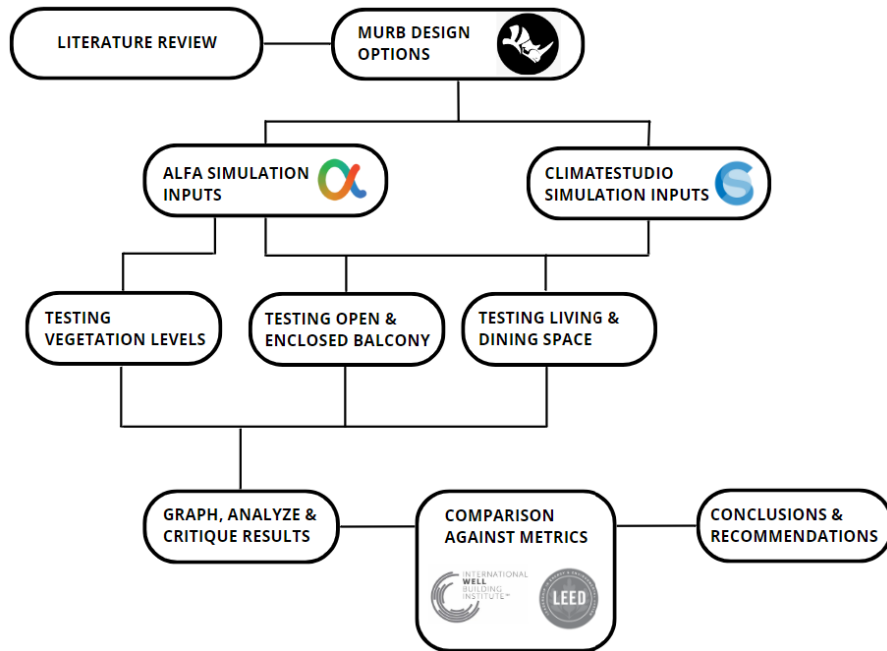 LITERATURE REVIEW
MURB DESIGN
OPTIONS
ALFA SIMULATION
INPUTS
CLIMATESTUDIO
SIMULATION INPUTS
TESTING
VEGETATION LEVELS
TESTING OPEN &
ENCLOSED BALCONY
TESTING LIVING &
DINING SPACE
GRAPH, ANALYZE &
CRITIQUE RESULTS
COMPARISON
AGAINST METRICS
INTERNATIONAL
WELL
BUILDING
INSTITUTE™
LEED
CONCLUSIONS &
RECOMMENDATIONS